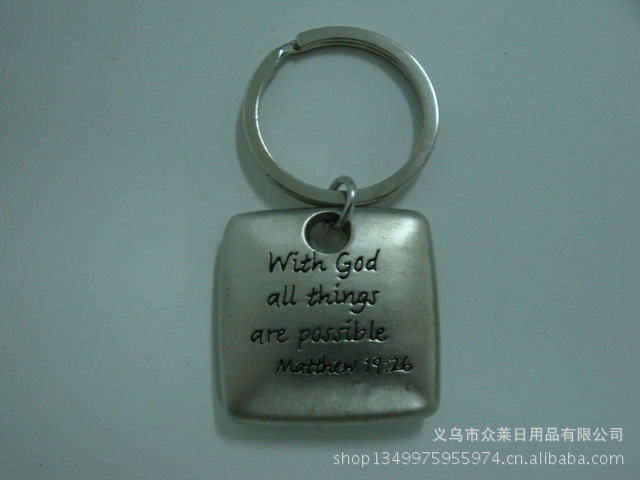 With God
all things
are possible
Matthew 19:26
义乌市众莱日用品有限公司
shop1349975955974.cn.alibaba.com